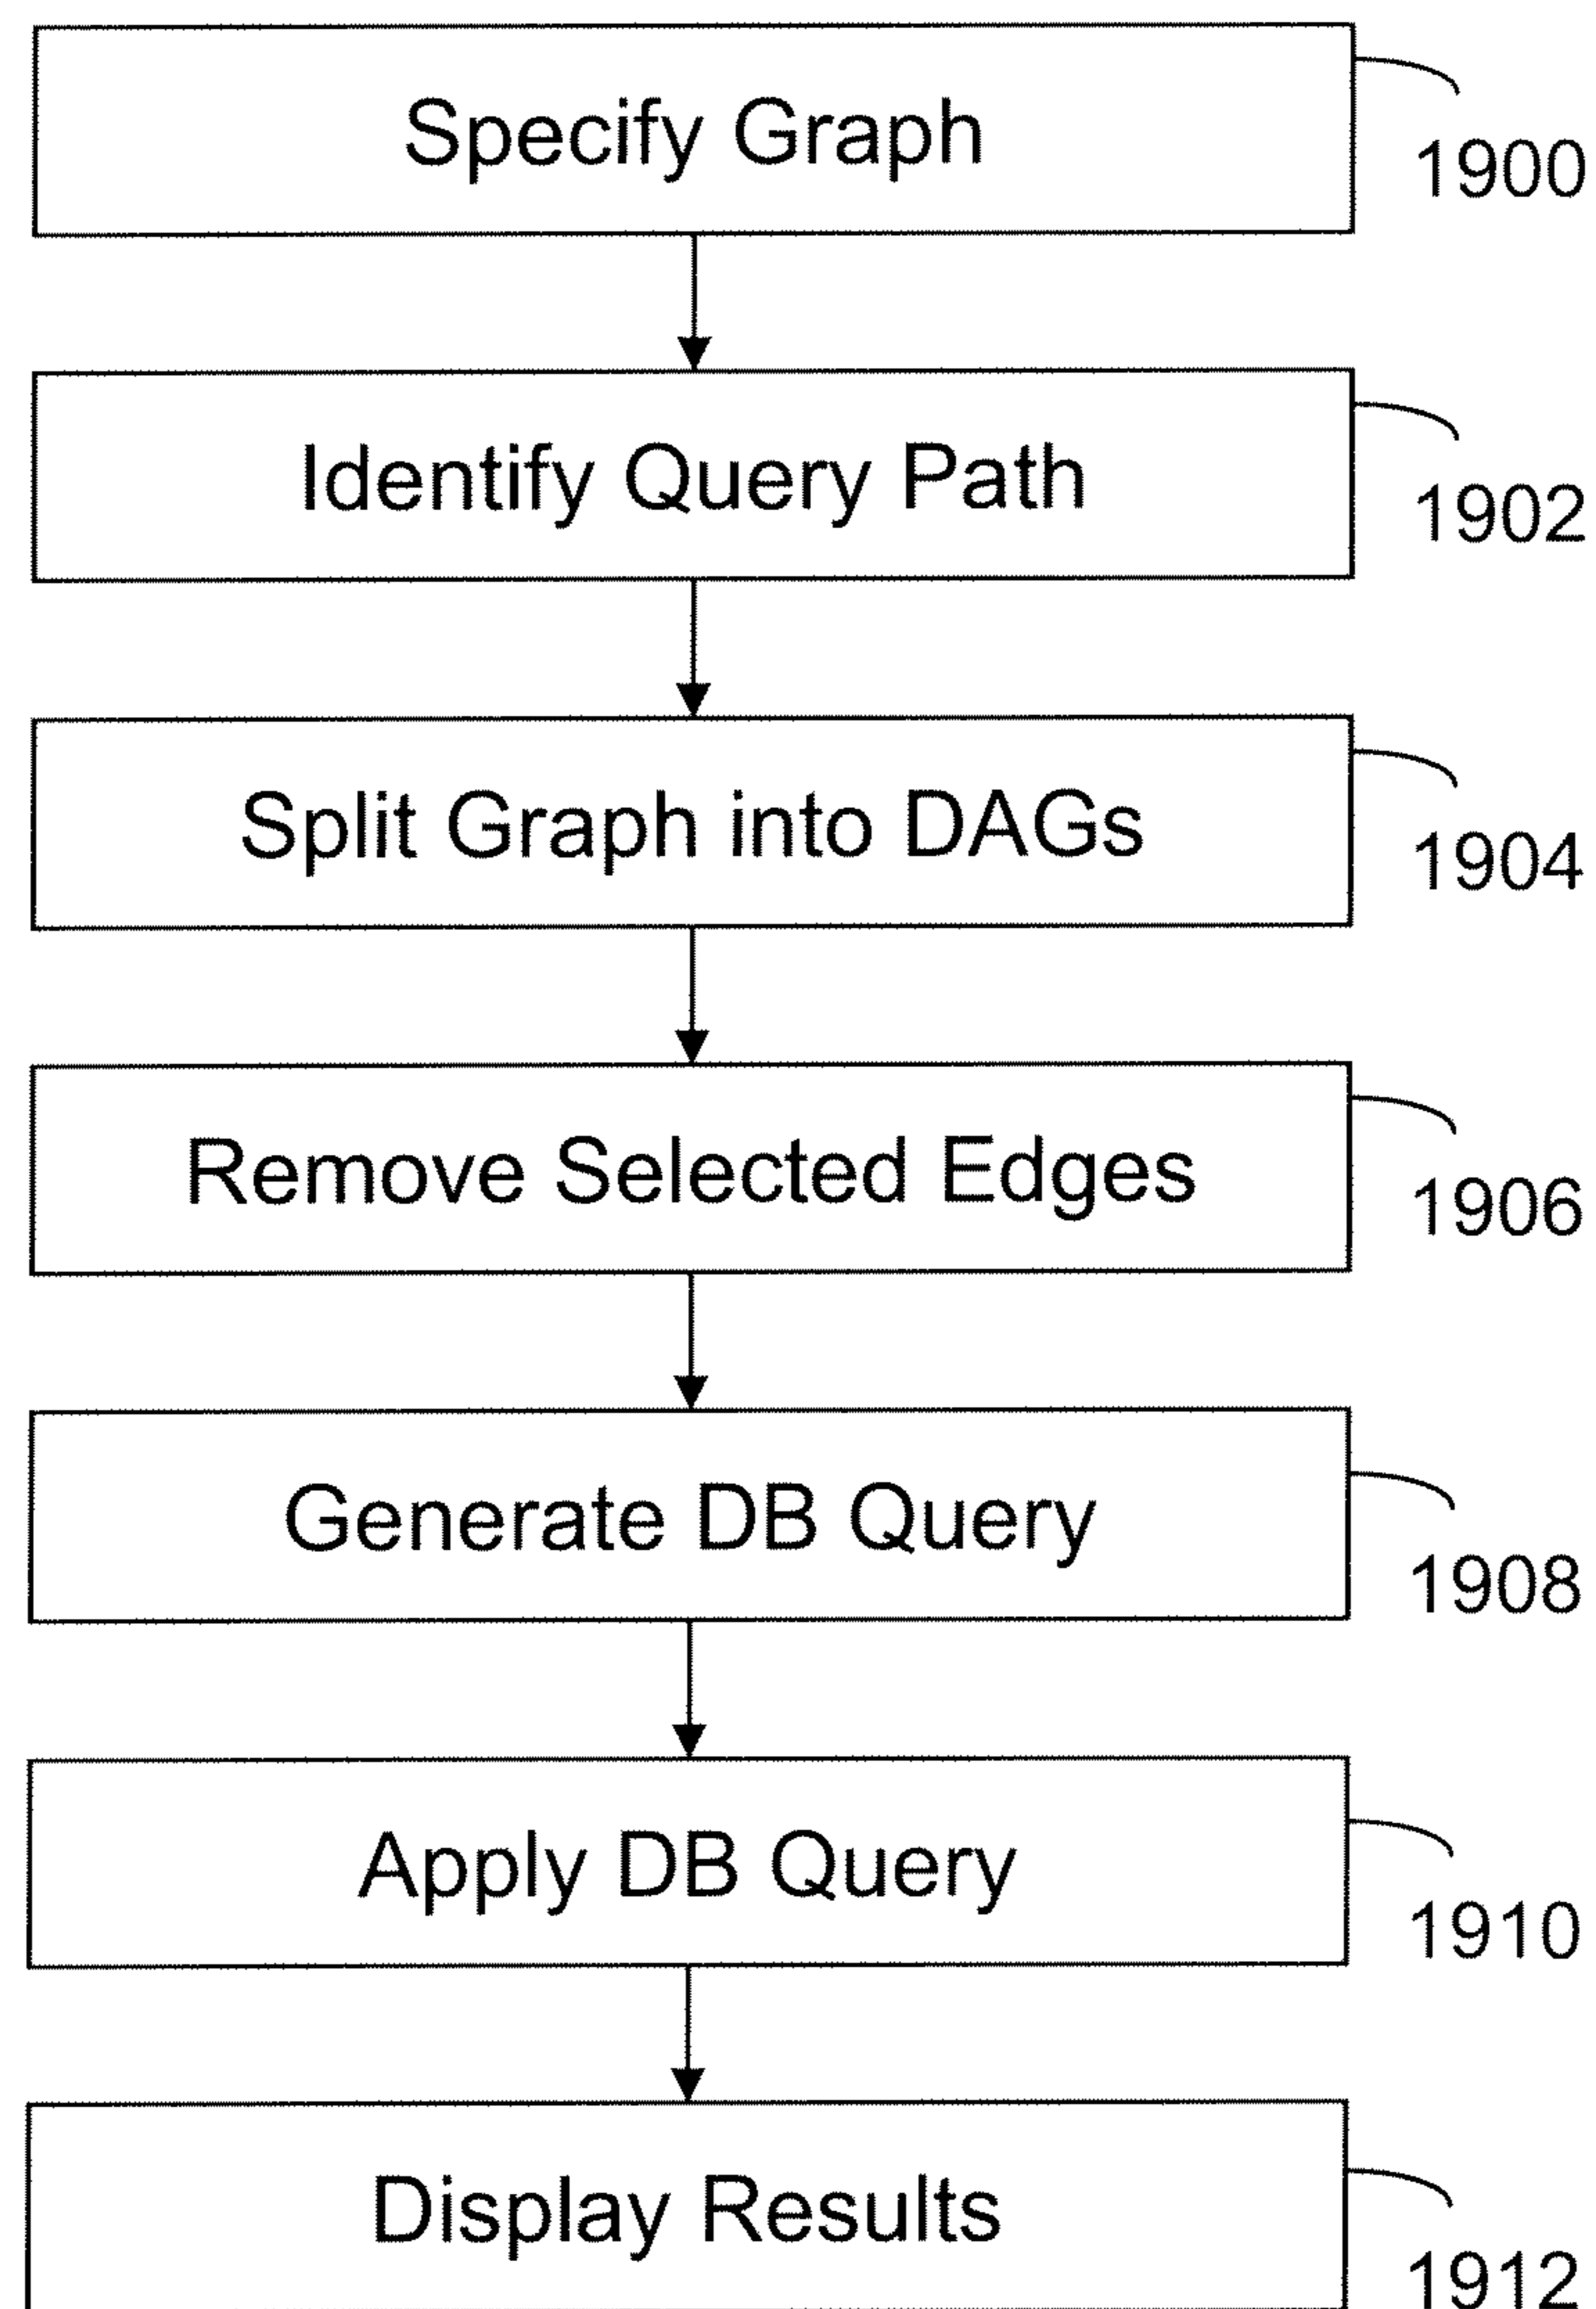 Specify Graph
1900
Identify Query Path
1902
Split Graph into DAGs
1904
Remove Selected Edges
1906
Generate DB Query
1908
Apply DB Query
1910
Display Results
1912